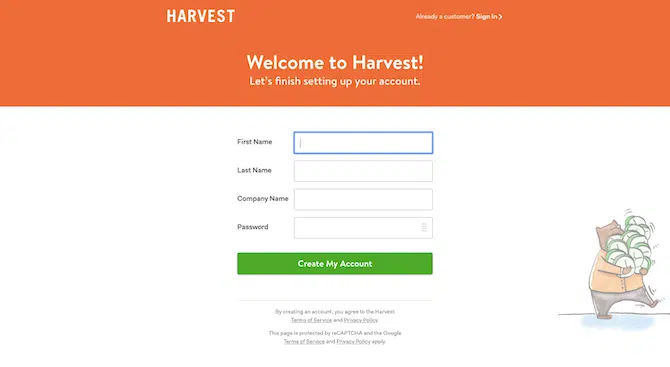 HARVEST
Already a customer? Sign In
Welcome to Harvest!
Let's finish setting up your account.
First Name
Last Name
Company Name
Password
Create My Account
By creating an account, you agree to the Harvest
Terms of Service and Privacy Policy.
This page is protected by reCAPTCHA and the Google
Terms of Service and Privacy Policy apply.